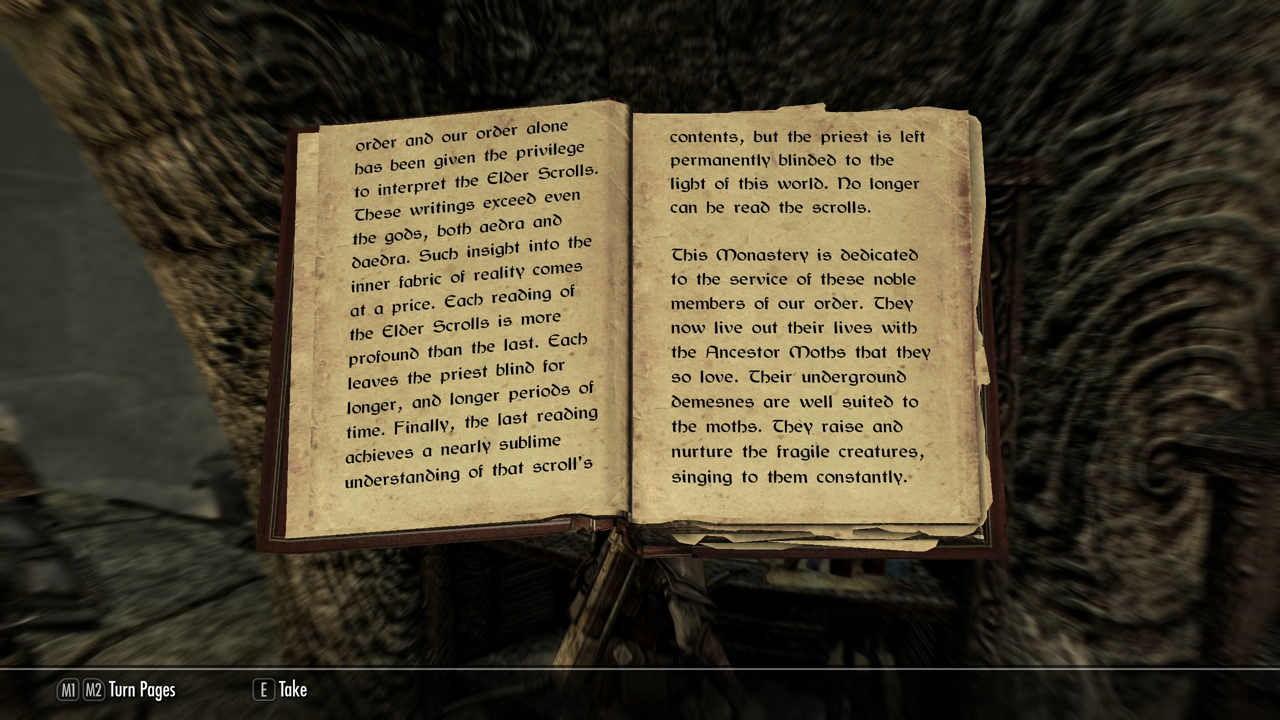 order and our order alone
has been given the privilege
to interpret the Elder Scrolls.
These writings exceed even
the gods, both aedra and
daedra. Such insight into the
inner fabric of reality comes
at a price. Each reading of
the Elder Scrolls is more
profound than the last. Each
leaves the priest blind for
longer, and longer periods of
time. Finally, the last reading
achieves a nearly sublime
understanding of that scroll's
contents, but the priest is left
permanently blinded to the
light of this world. No longer
can he read the scrolls.
This Monastery is dedicated
to the service of these noble
members of our order. They
now live out their lives with
the Ancestor Moths that they
so love. Their underground
demesnes are well suited to
the moths. They raise and
nurture the fragile creatures,
singing to them constantly.
M1 M2 Turn Pages
E Take